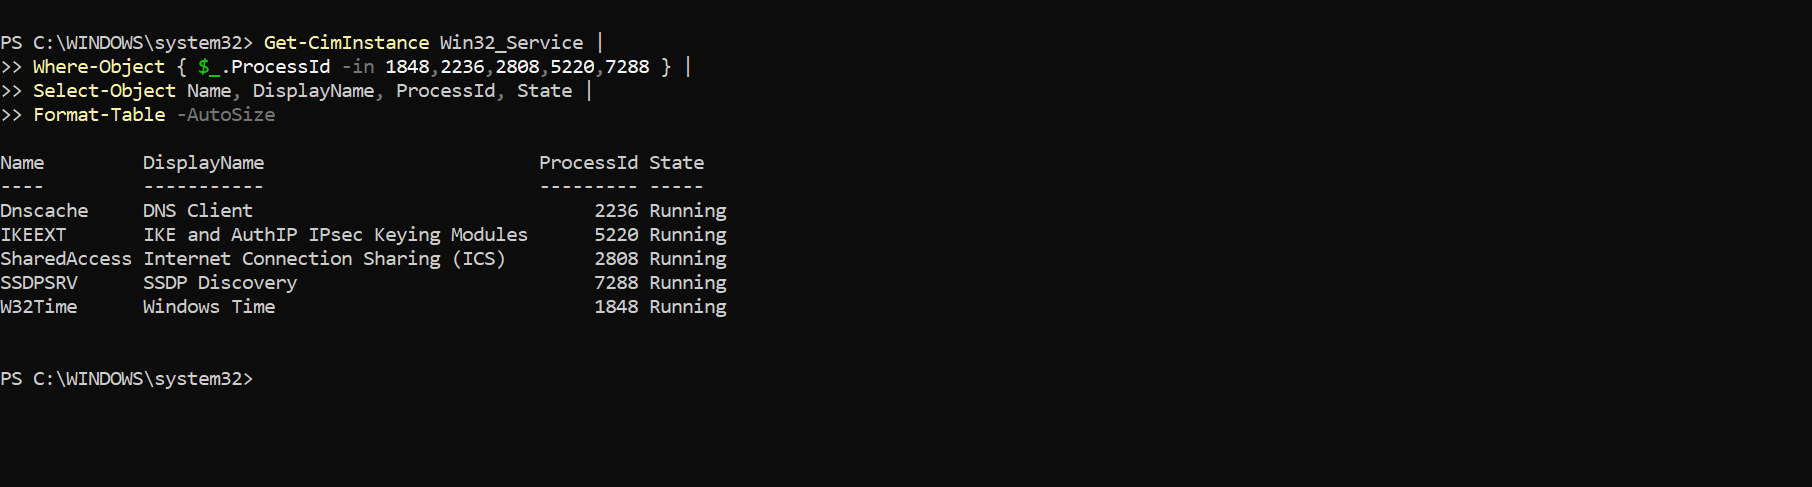 PS C:\WINDOWS\system32> Get-CimInstance Win32_Service |
>> Where-Object { $_.ProcessId -in 1848,2236,2808,5220,7288 } |
>> Select-Object Name, DisplayName, ProcessId, State |
>> Format-Table -AutoSize
Name         DisplayName                         ProcessId State
----         -----------                         --------- -----
Dnscache     DNS Client                               2236 Running
IKEEXT       IKE and AuthIP IPsec Keying Modules      5220 Running
SharedAccess Internet Connection Sharing (ICS)        2808 Running
SSDPSRV      SSDP Discovery                           7288 Running
W32Time      Windows Time                             1848 Running
PS C:\WINDOWS\system32>